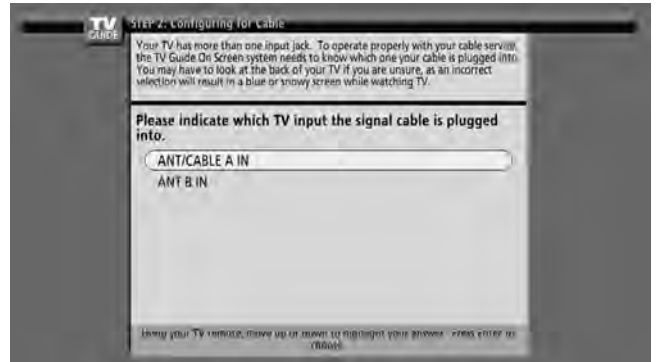 TV
GUIDE
STEP 2: Configuring for Cable
Your TV has more than one input jack. To operate properly with your cable service,
the TV Guide On Screen system needs to know which one your cable is plugged into.
You may have to look at the back of your TV if you are unsure, as an incorrect
selection will result in a blue or snowy screen while watching TV.
Please indicate which TV input the signal cable is plugged
into.
ANT/CABLE A IN
ANT B IN
Using your TV remote, move up or down to highlight your answer. Press enter to
choose.